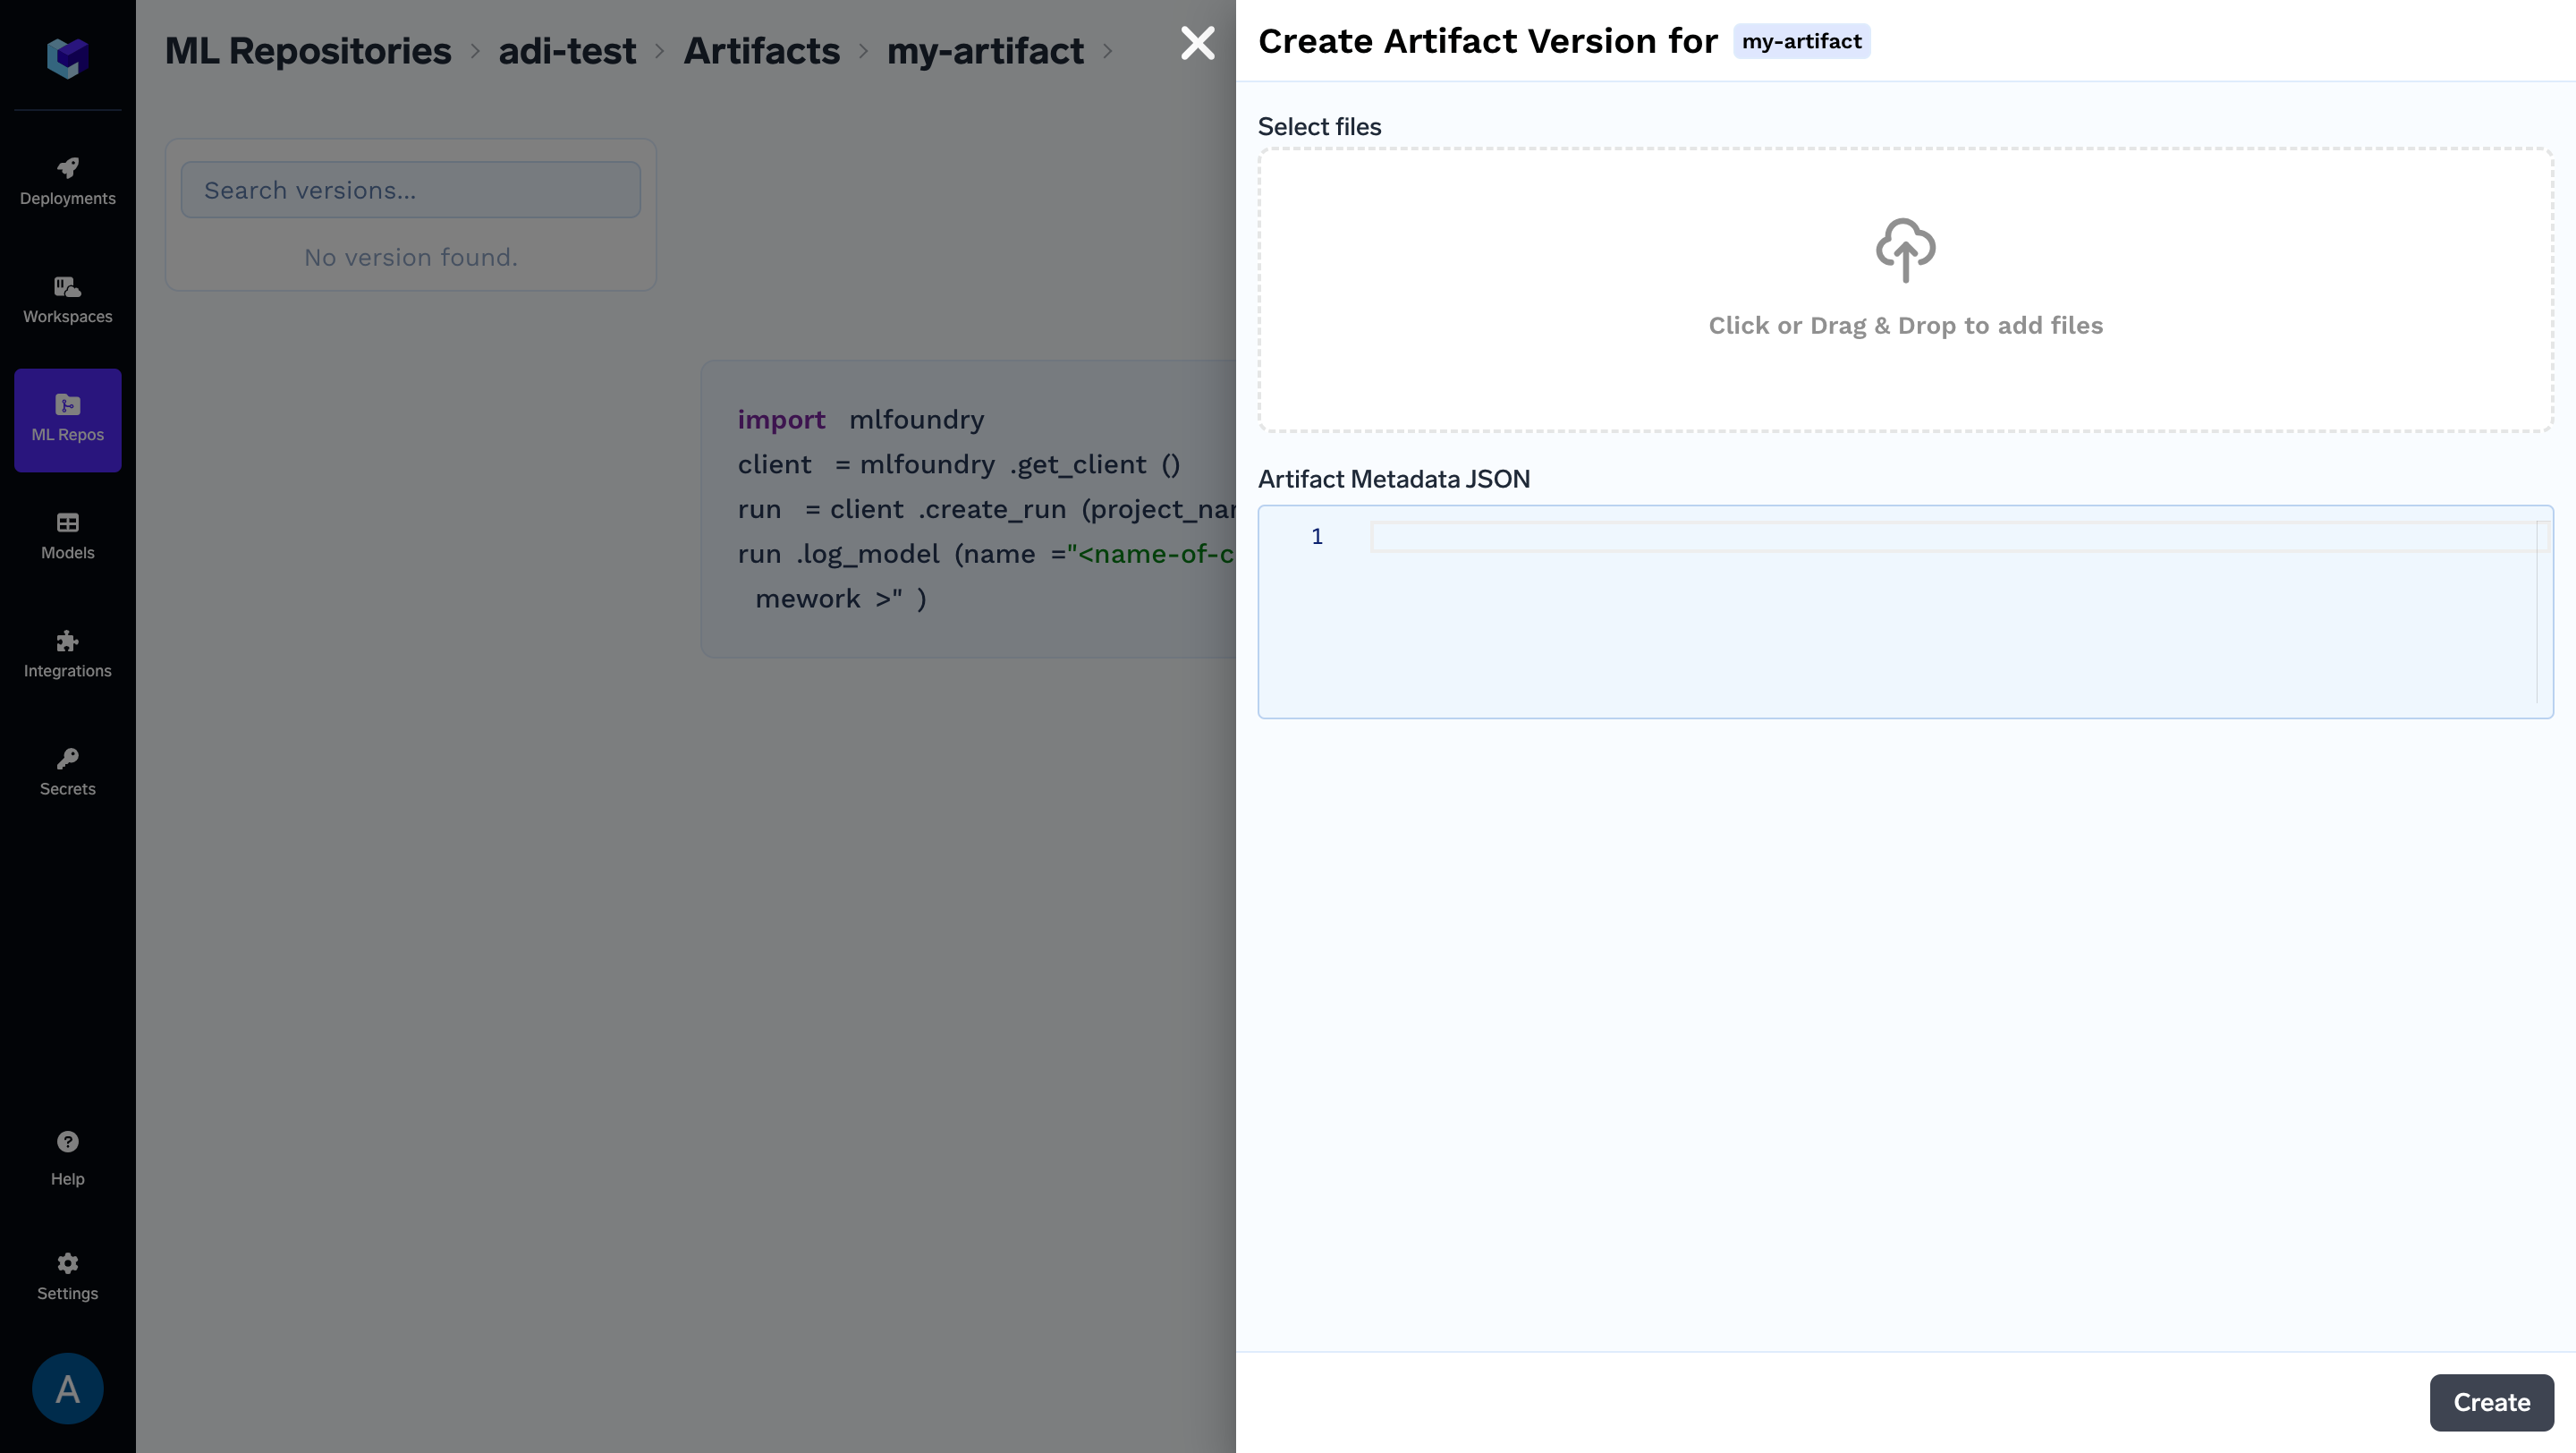 Deployments
Workspaces
ML Repos
Models
Integrations
Secrets
Help
Settings
A
ML Repositories > adi-test > Artifacts > my-artifact >
Search versions...
No version found.
import mlfoundry
client = mlfoundry .get_client ()
run = client .create_run (project_nar
run .log_model (name ="<name-of-c
mework >" )
Create Artifact Version for my-artifact
Select files
Click or Drag & Drop to add files
Artifact Metadata JSON
1
Create